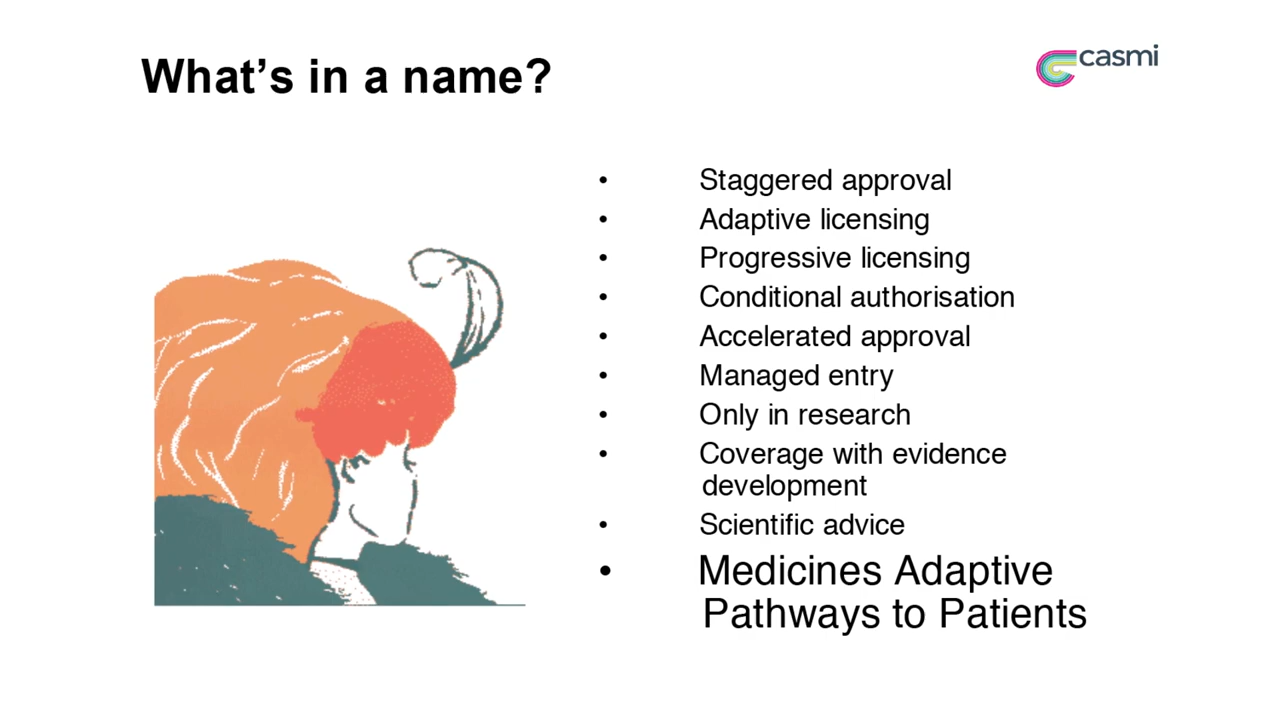 What's in a name?
casmi
• Staggered approval
• Adaptive licensing
• Progressive licensing
• Conditional authorisation
• Accelerated approval
• Managed entry
• Only in research
• Coverage with evidence
development
• Scientific advice
• Medicines Adaptive
Pathways to Patients